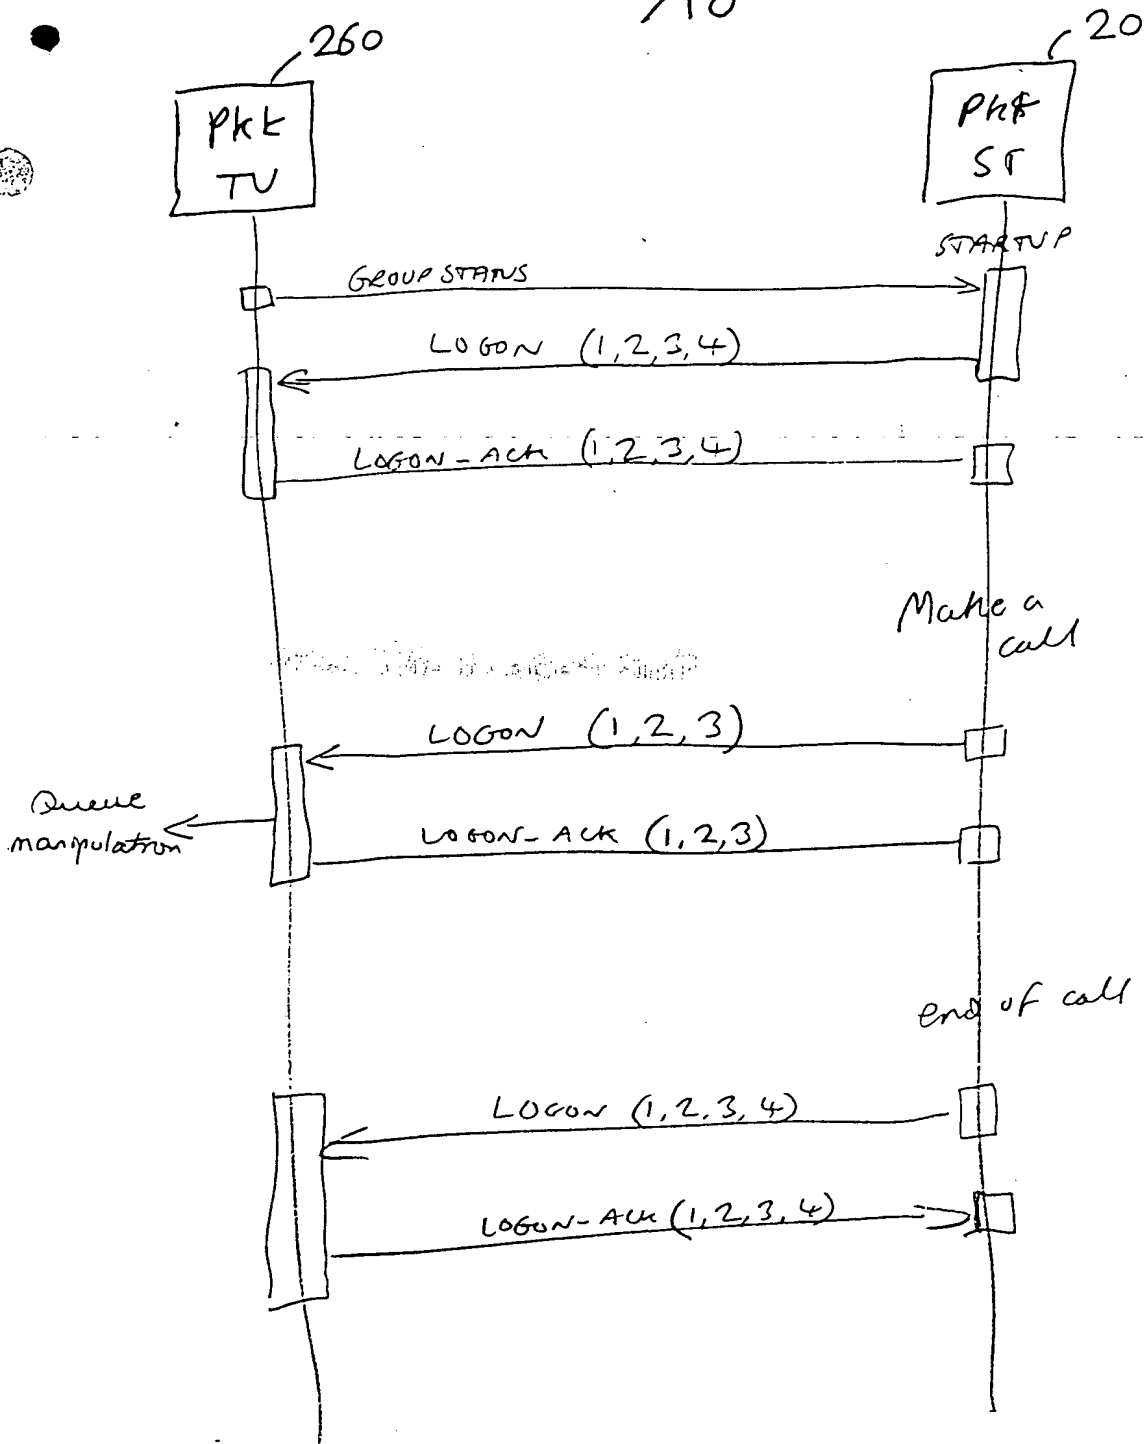 260
20
Pkt
TU
Pkt
ST
STARTUP
GROUP STATUS
LOGON (1,2,3,4)
LOGON-ACK (1,2,3,4)
Make a
call
LOGON (1,2,3)
Queue
manipulation
LOGON-ACK (1,2,3)
end of call
LOGON (1,2,3,4)
LOGON-ACK (1,2,3,4)